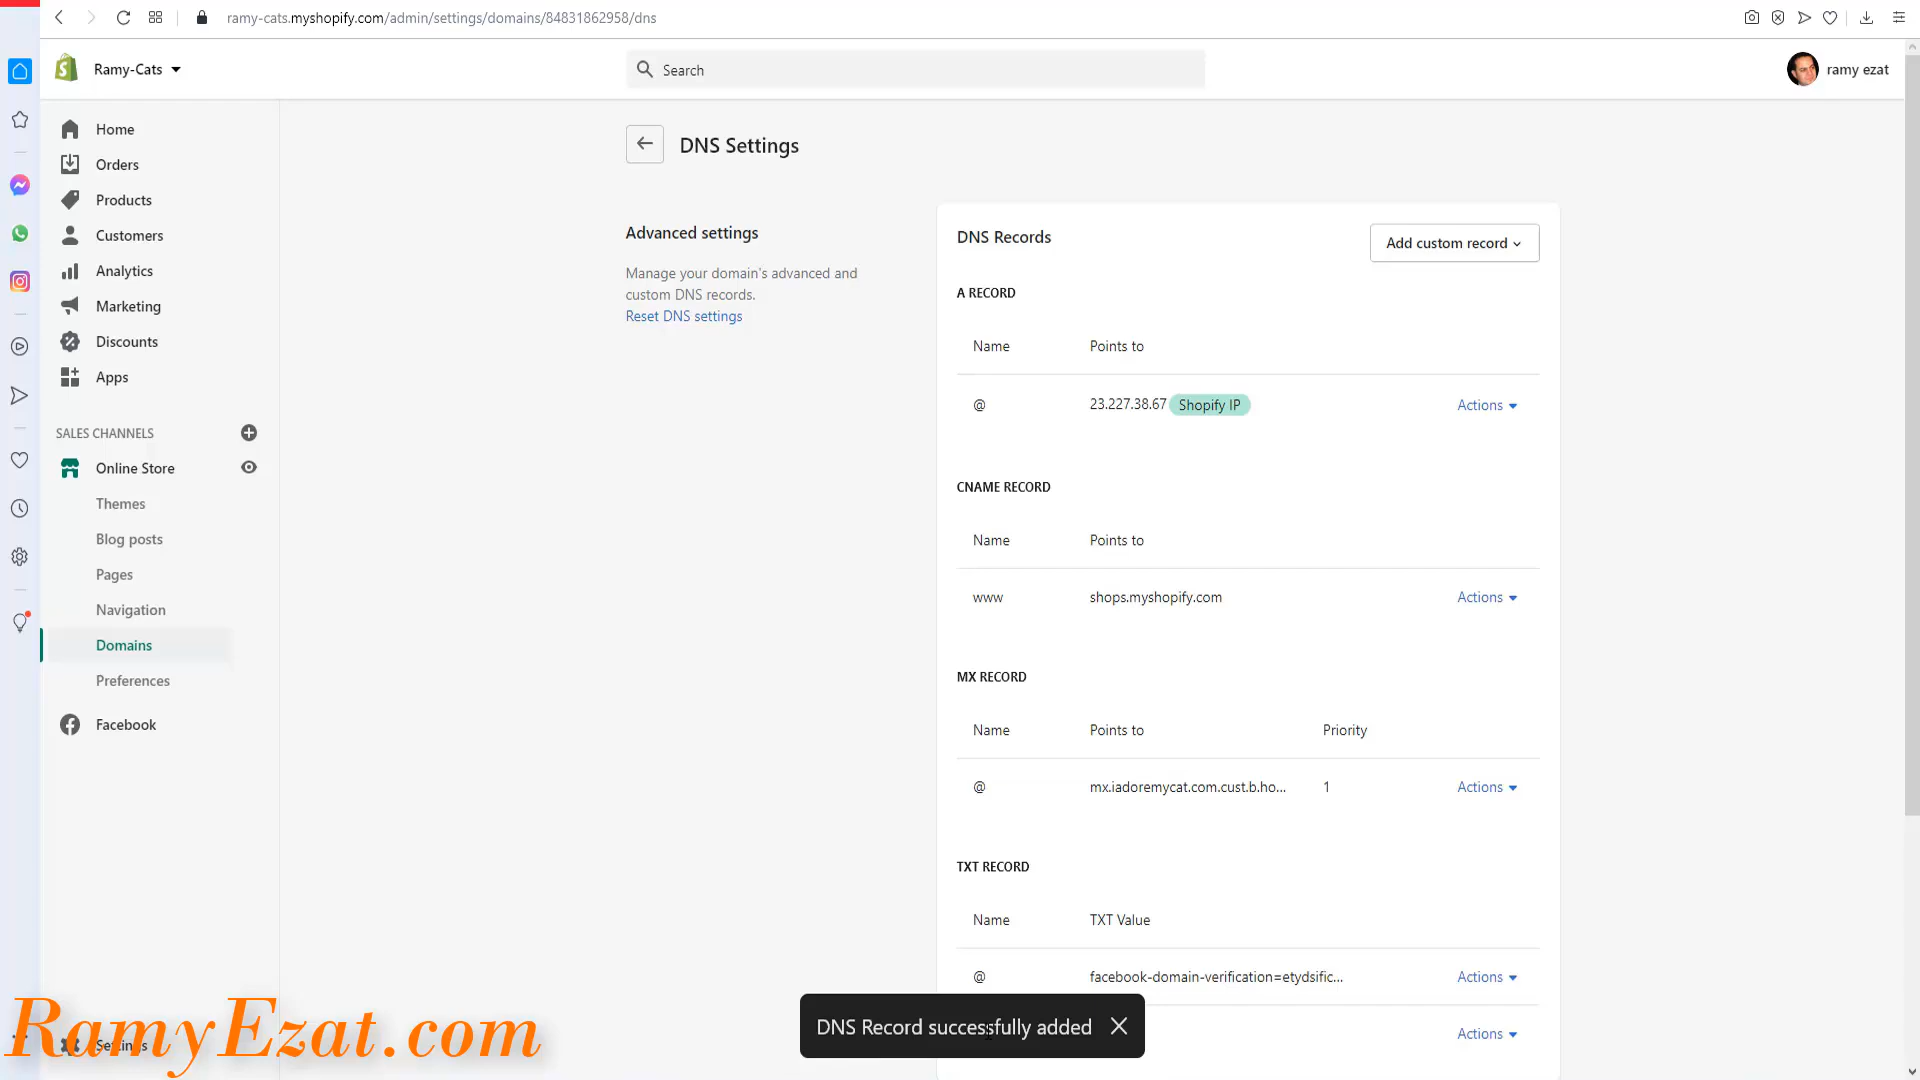 ramy-cats.myshopify.com/admin/settings/domains/84831862958/dns
Ramy-Cats
Search
ramy ezat
Home
Orders
Products
Customers
Analytics
Marketing
Discounts
Apps
SALES CHANNELS
Online Store
Themes
Blog posts
Pages
Navigation
Domains
Preferences
Facebook
Settings
RamyEzat.com
DNS Settings
Advanced settings
Manage your domain's advanced and
custom DNS records.
Reset DNS settings
DNS Records
Add custom record
A RECORD
Name Points to
@ 23.227.38.67 Shopify IP Actions
CNAME RECORD
Name Points to
www shops.myshopify.com Actions
MX RECORD
Name Points to Priority
@ mx.iadoremycat.com.cust.b.ho... 1 Actions
TXT RECORD
Name TXT Value
@ facebook-domain-verification=etydsific... Actions
Actions
DNS Record successfully added